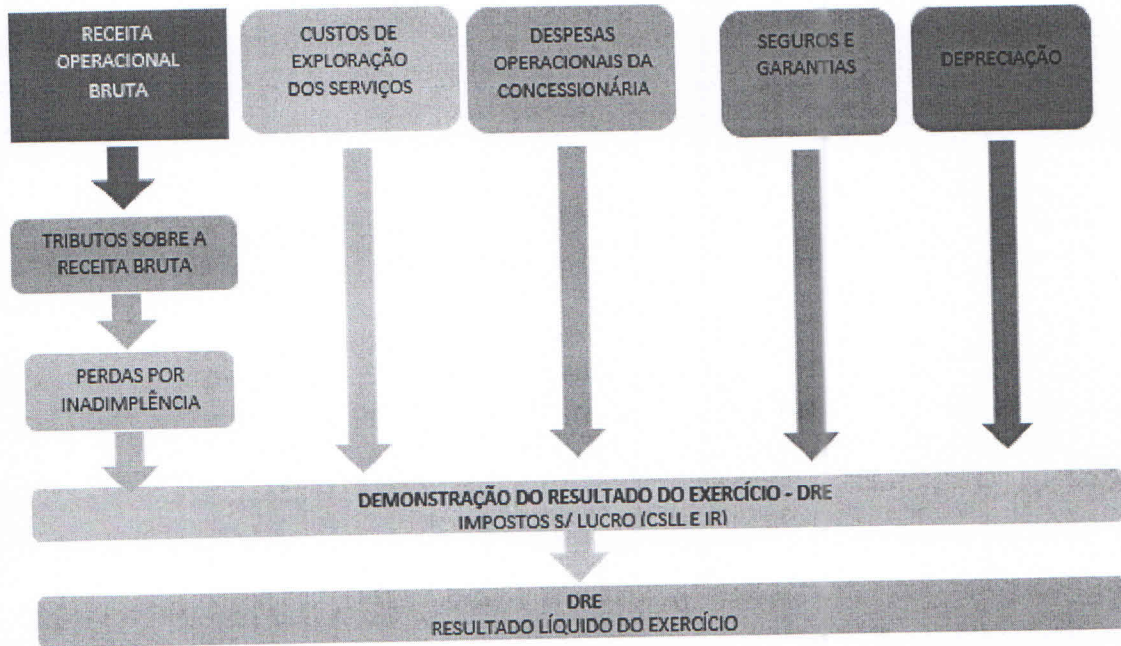 RECEITA
OPERACIONAL
BRUTA
CUSTOS DE
EXPLORAÇÃO
DOS SERVIÇOS
DESPESAS
OPERACIONAIS DA
CONCESSIONÁRIA
SEGUROS E
GARANTIAS
DEPRECIAÇÃO
TRIBUTOS SOBRE A
RECEITA BRUTA
PERDAS POR
INADIMPLÊNCIA
DEMONSTRAÇÃO DO RESULTADO DO EXERCÍCIO - DRE
IMPOSTOS S/ LUCRO (CSLL E IR)
DRE
RESULTADO LÍQUIDO DO EXERCÍCIO